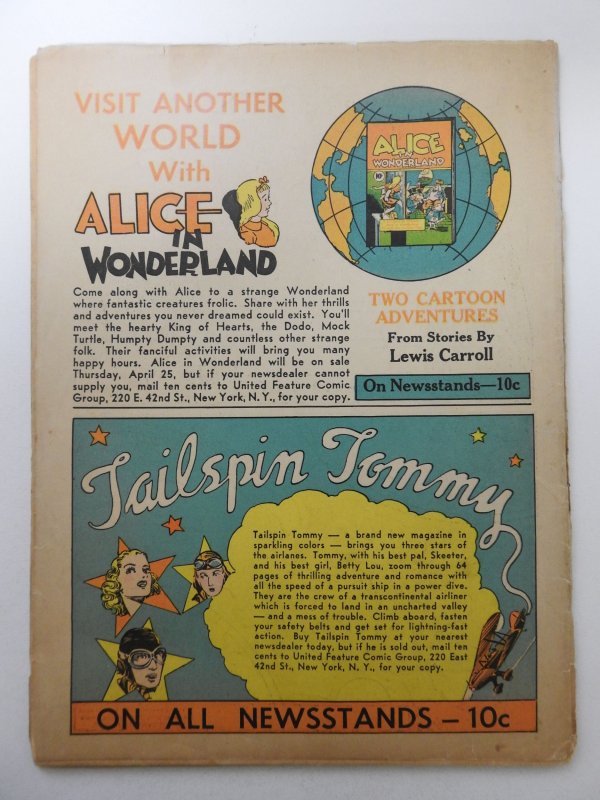 VISIT ANOTHER
WORLD
With
ALICE
IN
WONDERLAND
Come along with Alice to a strange Wonderland
where fantastic creatures frolic. Share with her thrills
and adventures you never dreamed could exist. You'll
meet the hearty King of Hearts, the Dodo, Mock
Turtle, Humpty Dumpty and countless other strange
folk. Their fanciful activities will bring you many
happy hours. Alice in Wonderland will be on sale
Thursday, April 25, but if your newsdealer cannot
supply you, mail ten cents to United Feature Comic
Group, 220 E. 42nd St., New York, N. Y., for your copy.
ALICE
IN
WONDERLAND
10¢
TWO CARTOON
ADVENTURES
From Stories By
Lewis Carroll
On Newsstands—10c
Tailspin Tommy
Tailspin Tommy — a brand new magazine in
sparkling colors — brings you three stars of
the airlanes. Tommy, with his best pal, Skeeter,
and his best girl, Betty Lou, zoom through 64
pages of thrilling adventure and romance with
all the speed of a pursuit ship in a power dive.
They are the crew of a transcontinental airliner
which is forced to land in an uncharted valley
— and a mess of trouble. Climb aboard, fasten
your safety belts and get set for lightning-fast
action. Buy Tailspin Tommy at your nearest
newsdealer today, but if he is sold out, mail ten
cents to United Feature Comic Group, 220 East
42nd St., New York, N. Y., for your copy.
ON ALL NEWSSTANDS — 10c